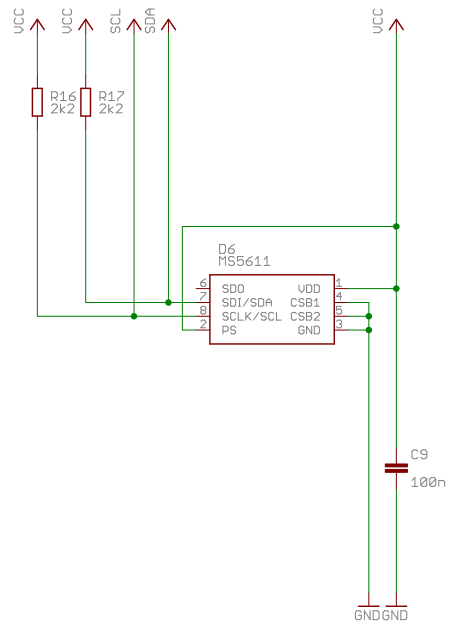 VCC VCC SCL SDA VCC
R16 R17
2k2 2k2
D6
MS5611
6 SDO VDD 1
7 SDI/SDA CSB1 4
8 SCLK/SCL CSB2 5
2 PS GND 3
C9
100n
GND GND